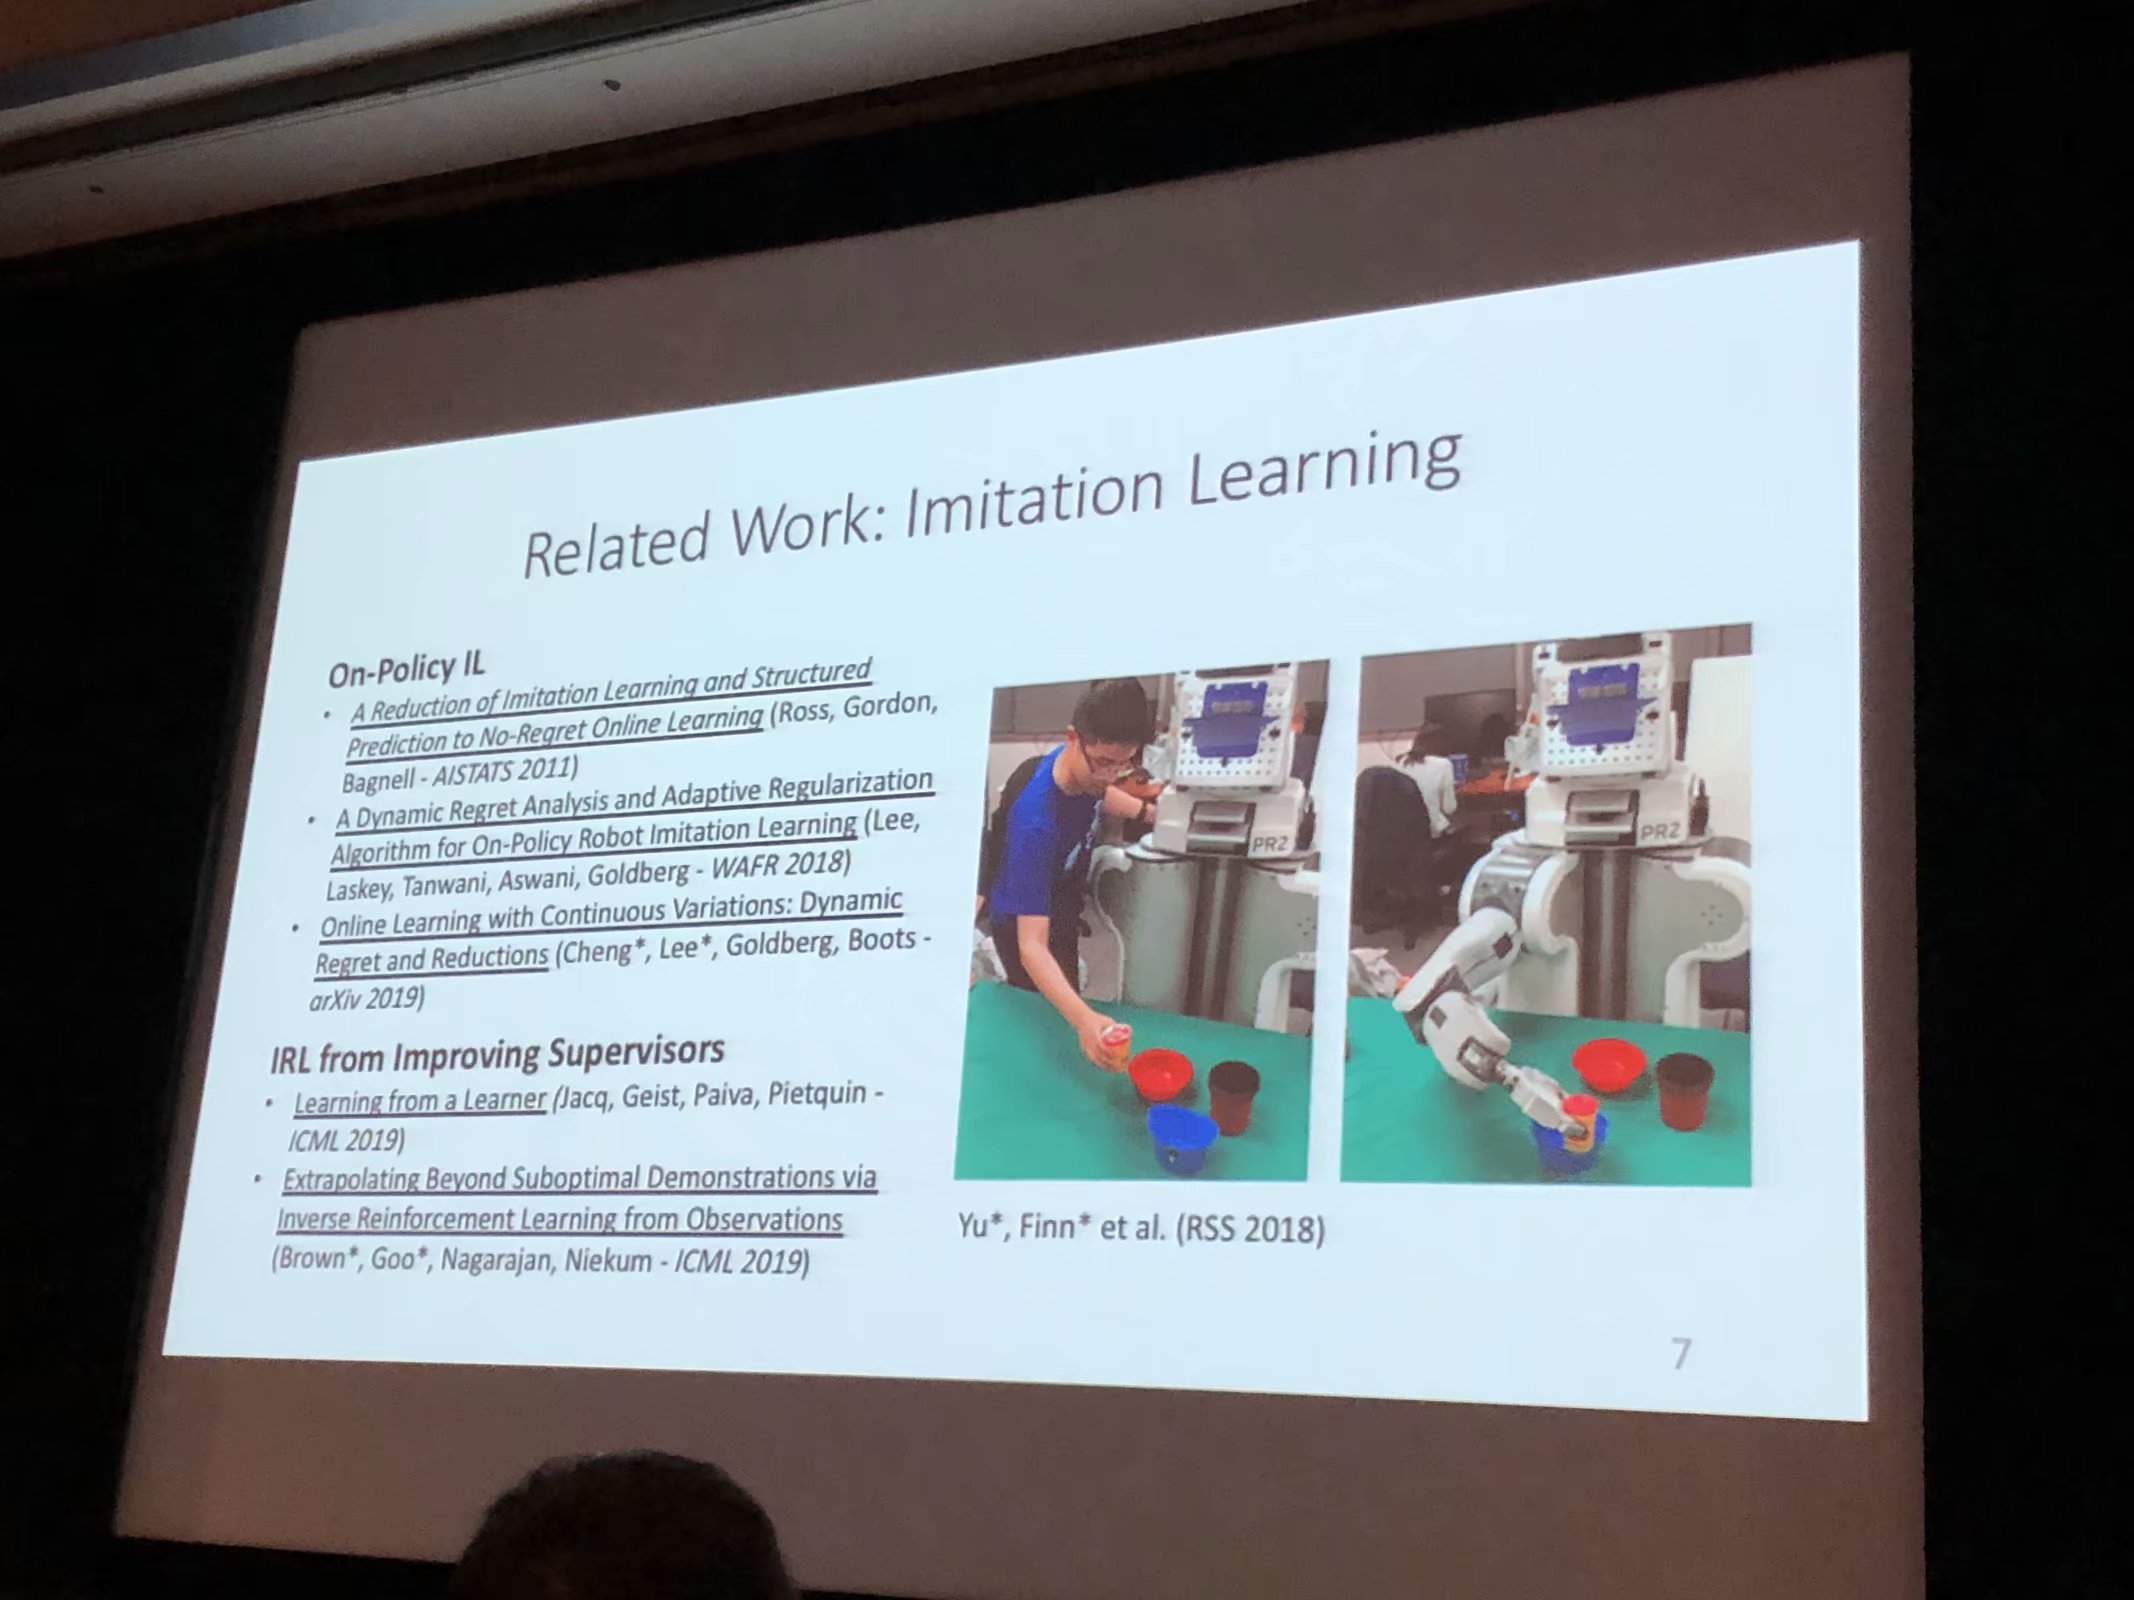 Related Work: Imitation Learning
On-Policy IL
• A Reduction of Imitation Learning and Structured
Prediction to No-Regret Online Learning (Ross, Gordon,
Bagnell - AISTATS 2011)
• A Dynamic Regret Analysis and Adaptive Regularization
Algorithm for On-Policy Robot Imitation Learning (Lee,
Laskey, Tanwani, Aswani, Goldberg - WAFR 2018)
• Online Learning with Continuous Variations: Dynamic
Regret and Reductions (Cheng*, Lee*, Goldberg, Boots -
arXiv 2019)
IRL from Improving Supervisors
• Learning from a Learner (Jacq, Geist, Paiva, Pietquin -
ICML 2019)
• Extrapolating Beyond Suboptimal Demonstrations via
Inverse Reinforcement Learning from Observations
(Brown*, Goo*, Nagarajan, Niekum - ICML 2019)
PR2
PR2
Yu*, Finn* et al. (RSS 2018)
7